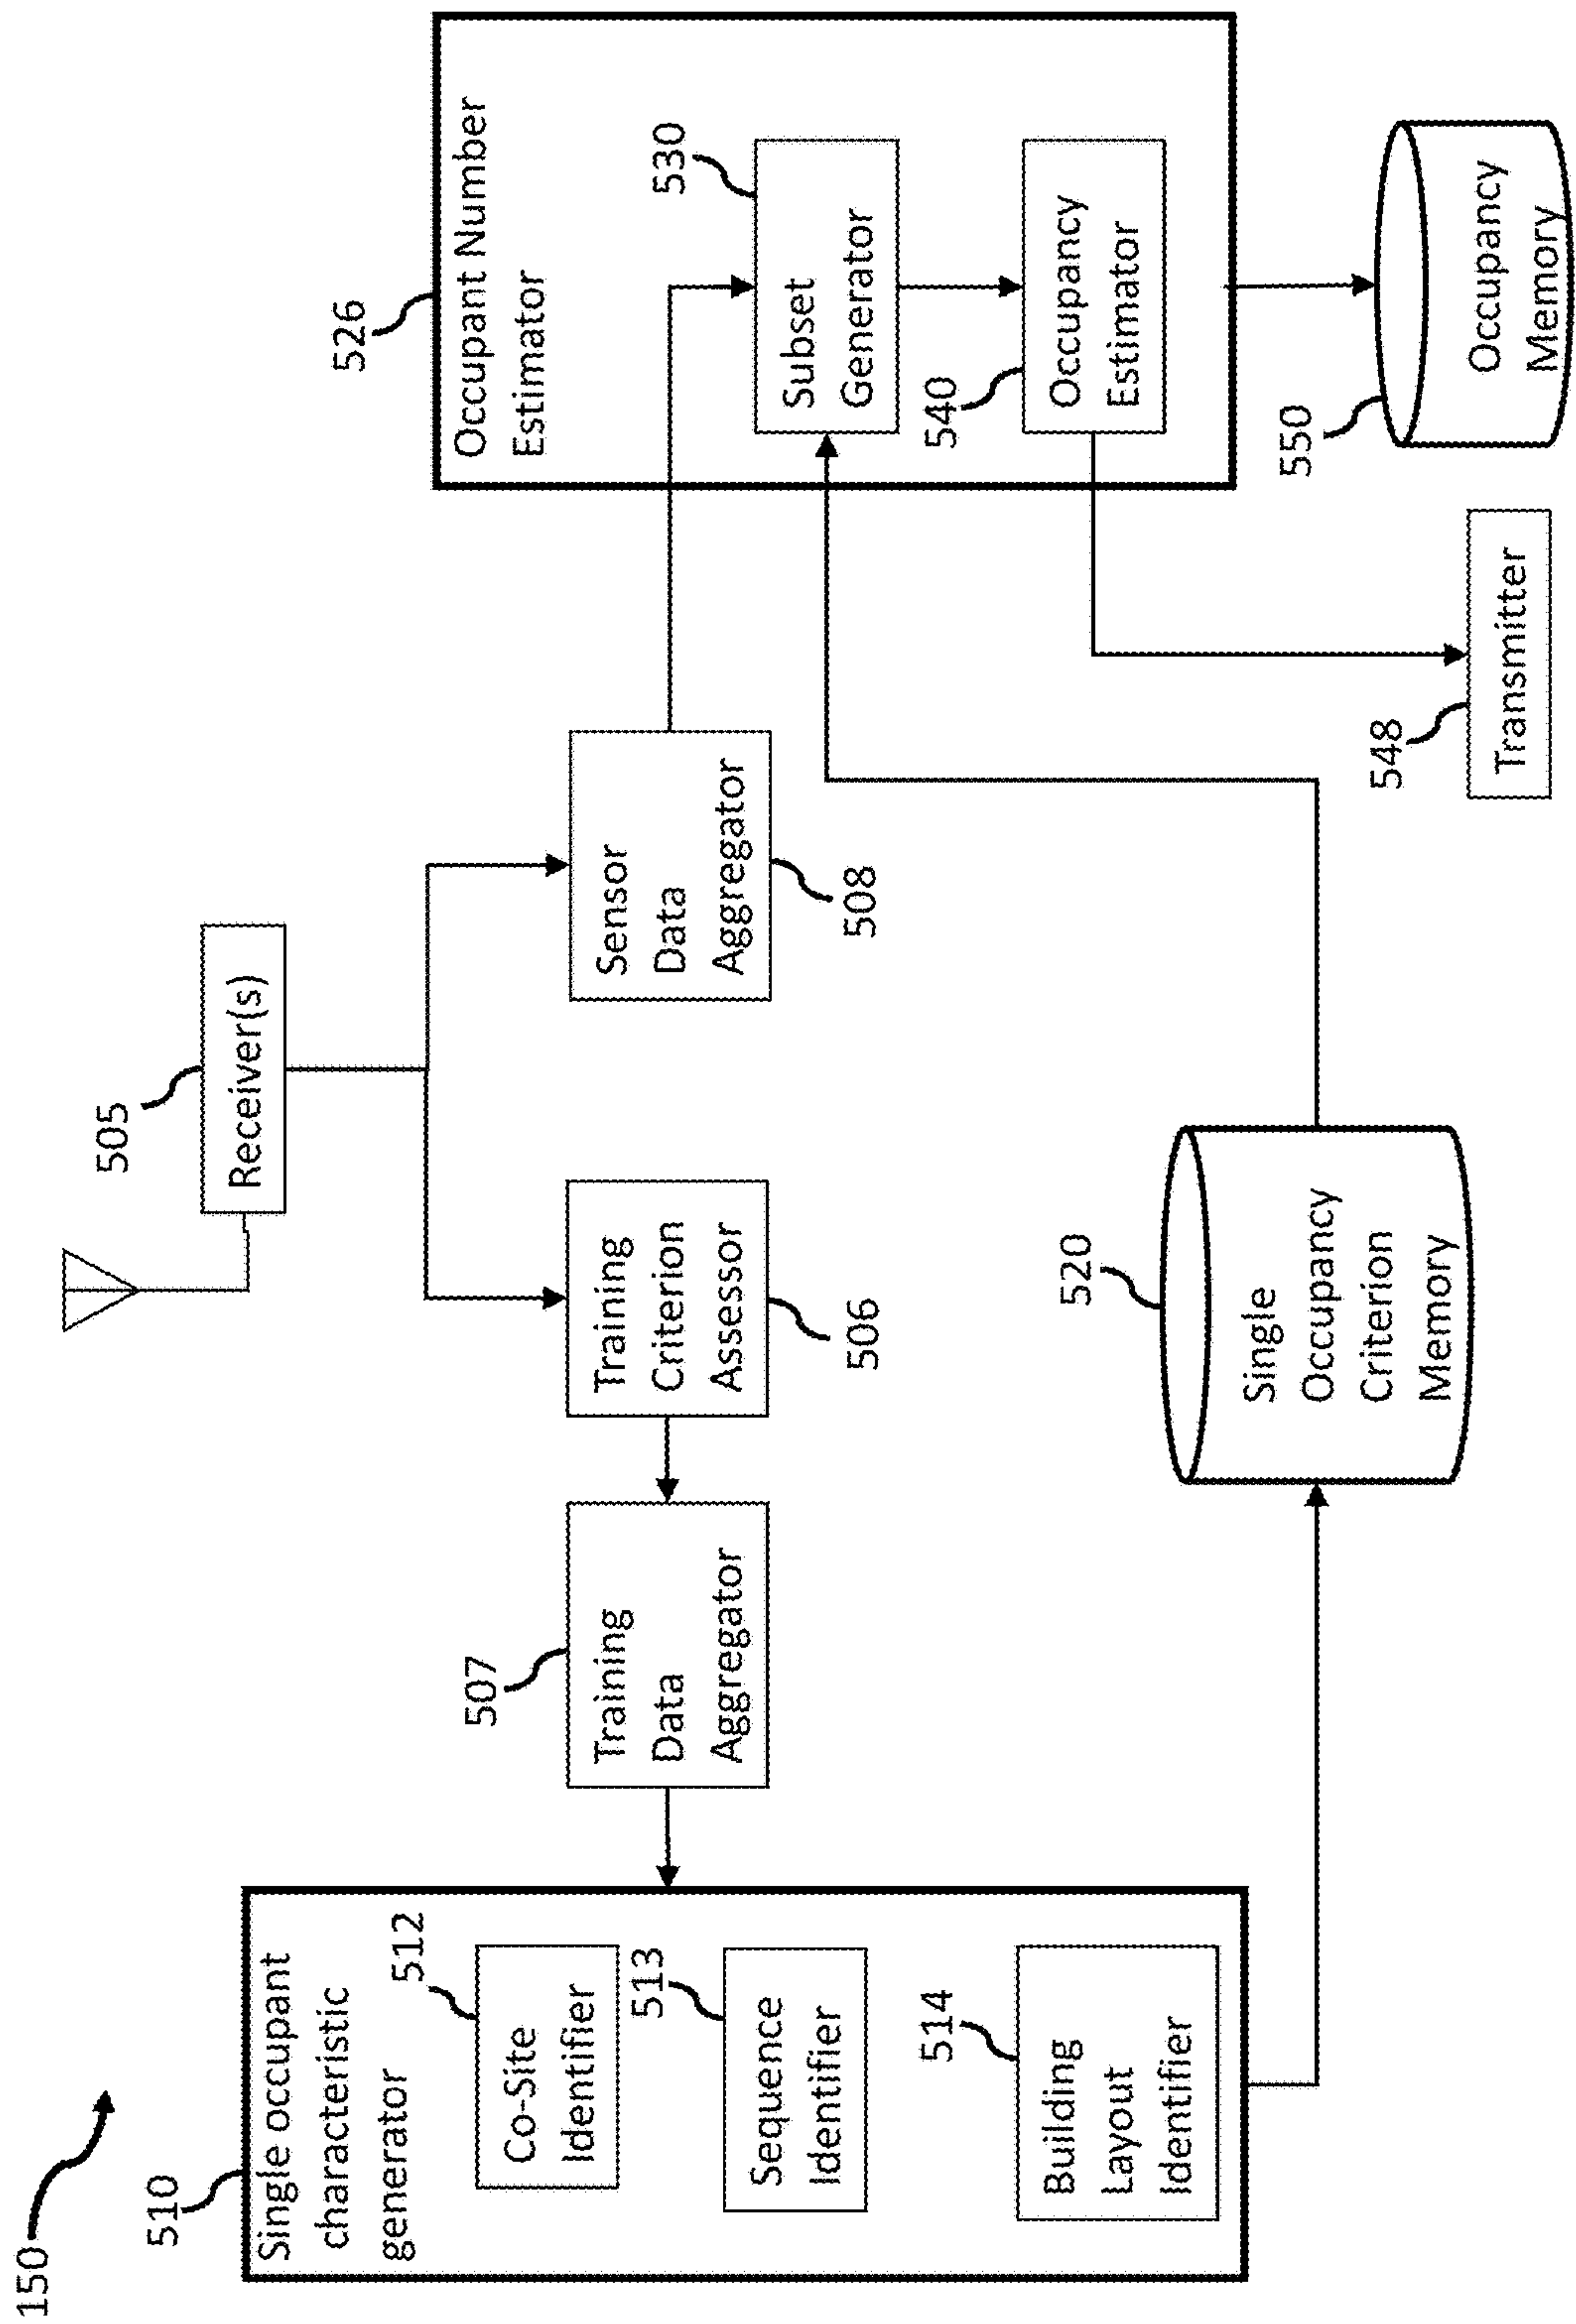 150
510
Single occupant
characteristic
generator
512
Co-Site
Identifier
513
Sequence
Identifier
514
Building
Layout
Identifier
507
Training
Data
Aggregator
506
Training
Criterion
Assessor
505
Receiver(s)
508
Sensor
Data
Aggregator
520
Single
Occupancy
Criterion
Memory
526
Occupant Number
Estimator
530
Subset
Generator
540
Occupancy
Estimator
548
Transmitter
550
Occupancy
Memory